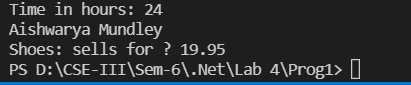 Time in hours: 24
Aishwarya Mundley
Shoes: sells for ? 19.95
PS D:\CSE-III\Sem-6\.Net\Lab 4\Prog1>